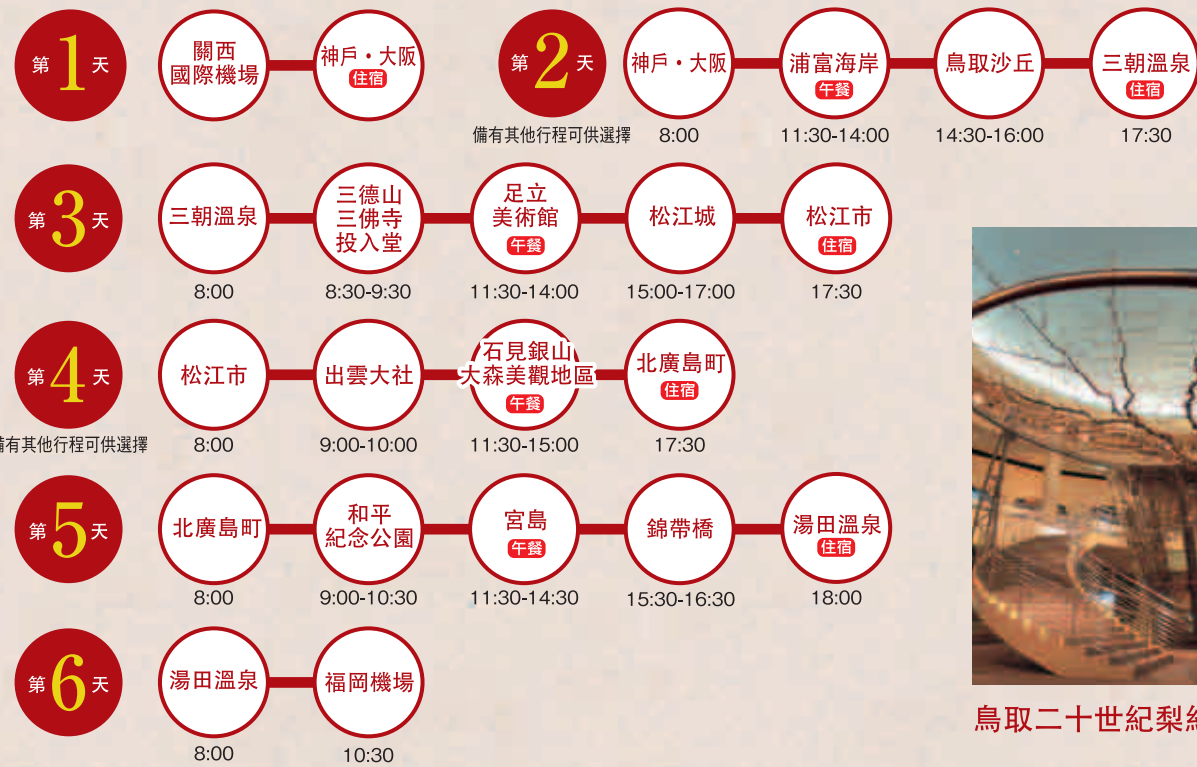 第1天
關西
國際機場
神戶・大阪
住宿
第2天
備有其他行程可供選擇
神戶・大阪
8:00
浦富海岸
午餐
11:30-14:00
鳥取沙丘
14:30-16:00
三朝溫泉
住宿
17:30
第3天
三朝溫泉
8:00
三德山
三佛寺
投入堂
8:30-9:30
足立
美術館
午餐
11:30-14:00
松江城
15:00-17:00
松江市
住宿
17:30
第4天
備有其他行程可供選擇
松江市
8:00
出雲大社
9:00-10:00
石見銀山
大森美觀地區
午餐
11:30-15:00
北廣島町
住宿
17:30
第5天
北廣島町
8:00
和平
紀念公園
9:00-10:30
宮島
午餐
11:30-14:30
錦帶橋
15:30-16:30
湯田溫泉
住宿
18:00
第6天
湯田溫泉
8:00
福岡機場
10:30
鳥取二十世紀梨